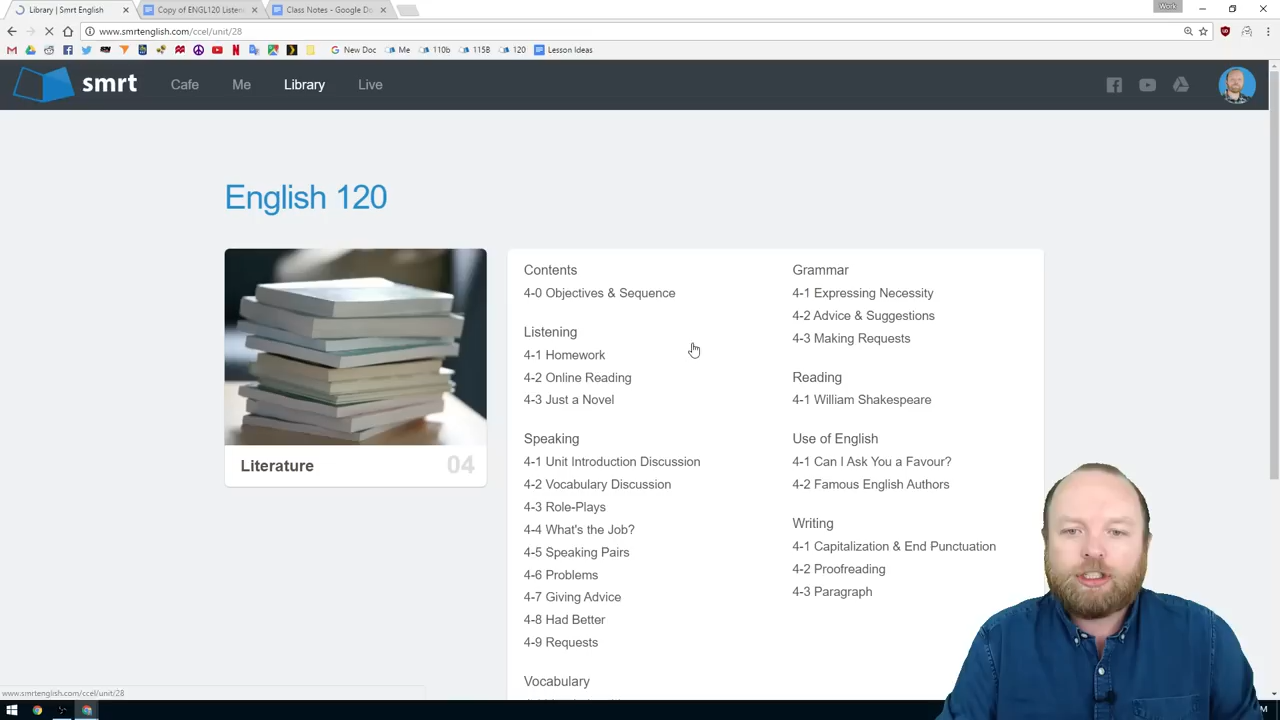 Library | Smrt English
Copy of ENGL120 Listen
Class Notes - Google Do
Work
www.smrtenglish.com/ccel/unit/28
New Doc
Me
110b
115B
120
Lesson Ideas
smrt
Cafe
Me
Library
Live
English 120
Literature
04
Contents
4-0 Objectives & Sequence
Listening
4-1 Homework
4-2 Online Reading
4-3 Just a Novel
Speaking
4-1 Unit Introduction Discussion
4-2 Vocabulary Discussion
4-3 Role-Plays
4-4 What's the Job?
4-5 Speaking Pairs
4-6 Problems
4-7 Giving Advice
4-8 Had Better
4-9 Requests
Vocabulary
Grammar
4-1 Expressing Necessity
4-2 Advice & Suggestions
4-3 Making Requests
Reading
4-1 William Shakespeare
Use of English
4-1 Can I Ask You a Favour?
4-2 Famous English Authors
Writing
4-1 Capitalization & End Punctuation
4-2 Proofreading
4-3 Paragraph
www.smrtenglish.com/ccel/unit/28